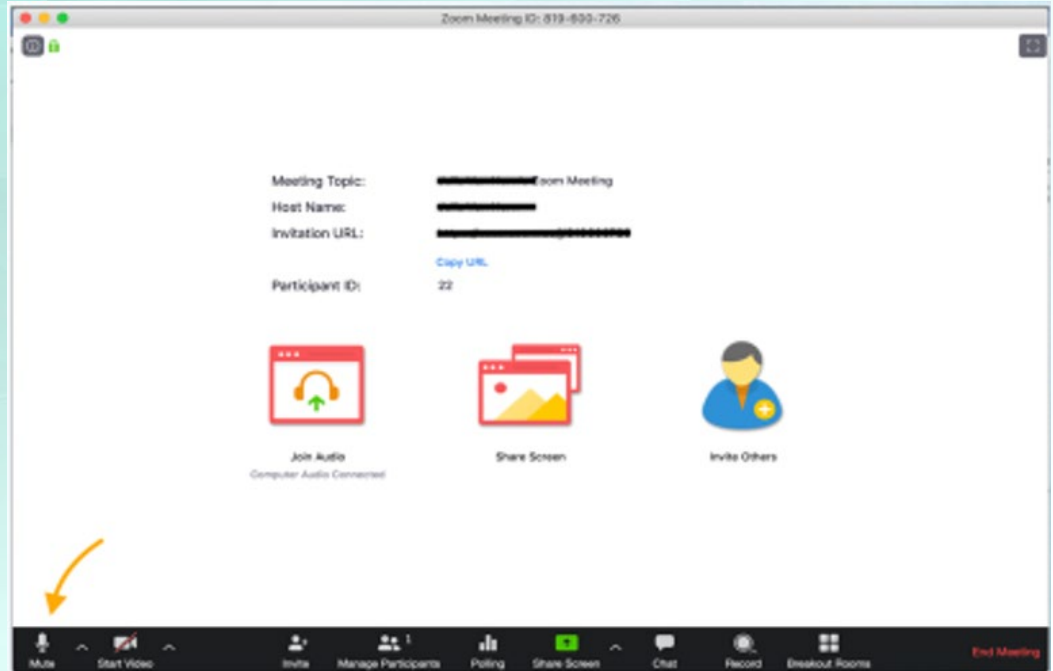 Zoom Meeting ID: 819-600-726
Meeting Topic: Zoom Meeting
Host Name:
Invitation URL:
Copy URL
Participant ID: 22
Join Audio Share Screen Invite Others
Computer Audio Connected
Mute Start Video Invite Manage Participants 1 Polling Share Screen Chat Record Breakout Rooms End Meeting